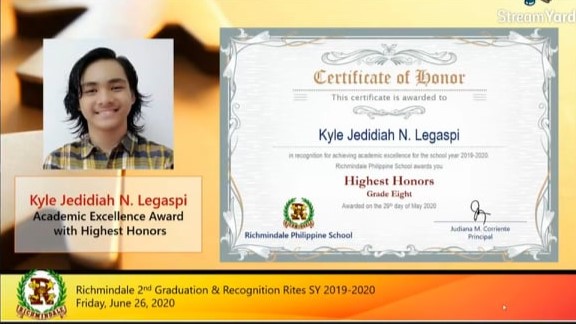 StreamYard
Certificate of Honor
This certificate is awarded to
Kyle Jedidiah N. Legaspi
in recognition for achieving academic excellence for the school year 2019-2020
Richmindale Philippine School awards you
Highest Honors
Grade Eight
Awarded on the 29th day of May 2020
Richmindale Philippine School
Judiana M. Corriente
Principal
Kyle Jedidiah N. Legaspi
Academic Excellence Award
with Highest Honors
R
RICHMINDALE
Richmindale 2nd Graduation & Recognition Rites SY 2019-2020
Friday, June 26, 2020